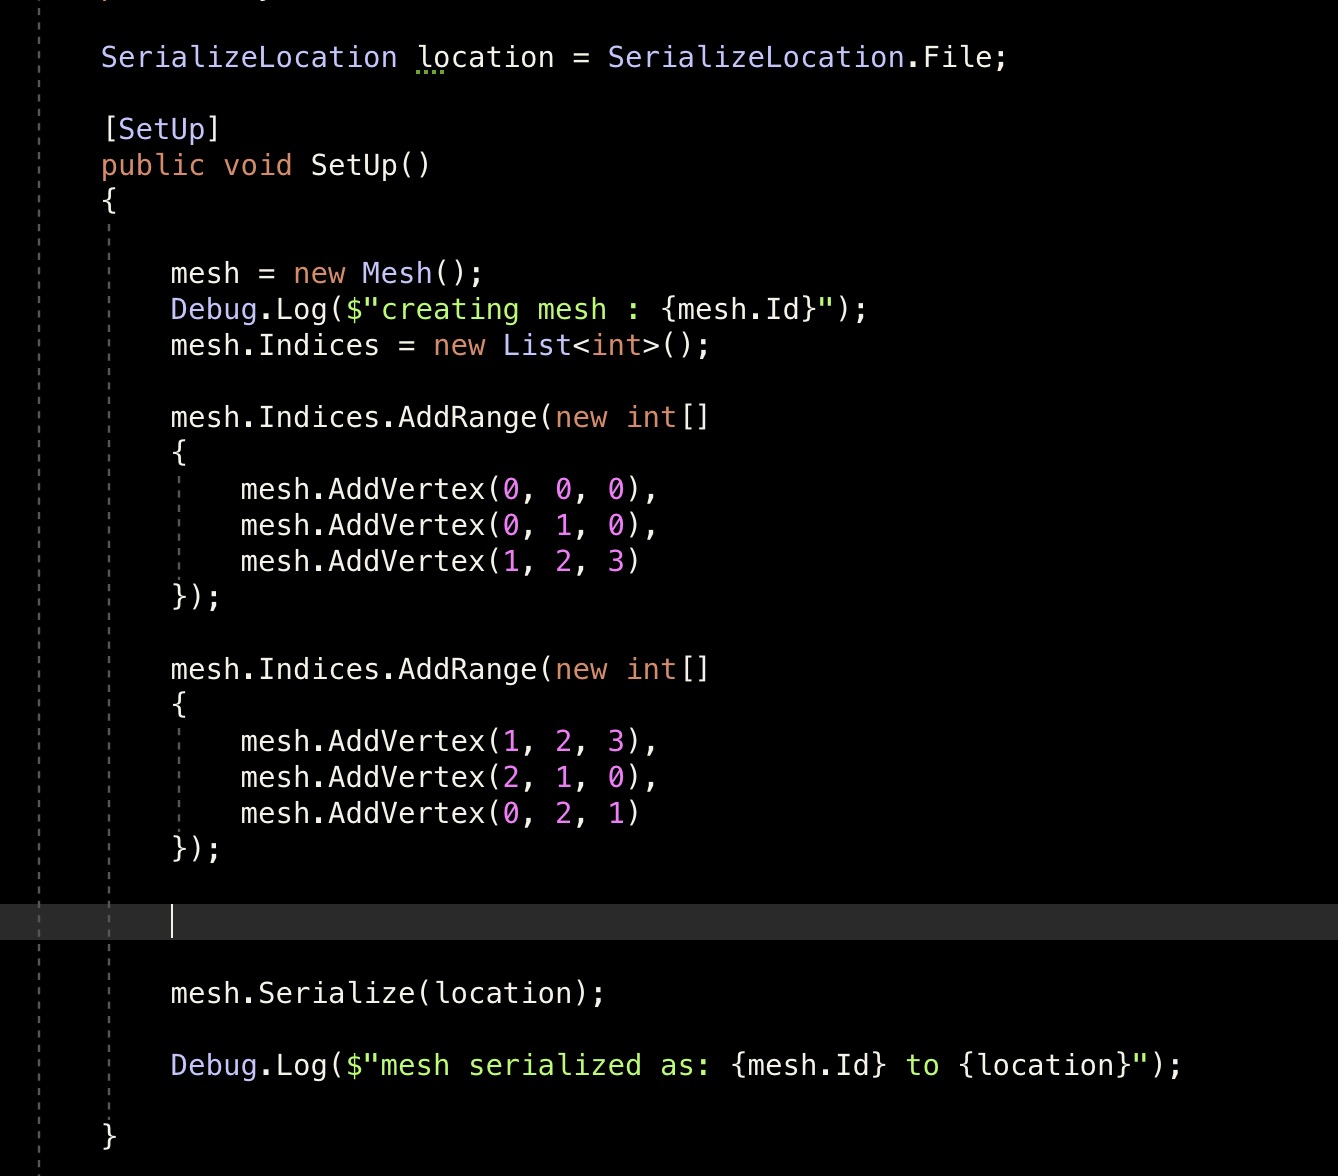 SerializeLocation location = SerializeLocation.File;
[SetUp]
public void SetUp()
{
mesh = new Mesh();
Debug.Log($"creating mesh : {mesh.Id}");
mesh.Indices = new List<int>();
mesh.Indices.AddRange(new int[]
{
mesh.AddVertex(0, 0, 0),
mesh.AddVertex(0, 1, 0),
mesh.AddVertex(1, 2, 3)
});
mesh.Indices.AddRange(new int[]
{
mesh.AddVertex(1, 2, 3),
mesh.AddVertex(2, 1, 0),
mesh.AddVertex(0, 2, 1)
});
mesh.Serialize(location);
Debug.Log($"mesh serialized as: {mesh.Id} to {location}");
}